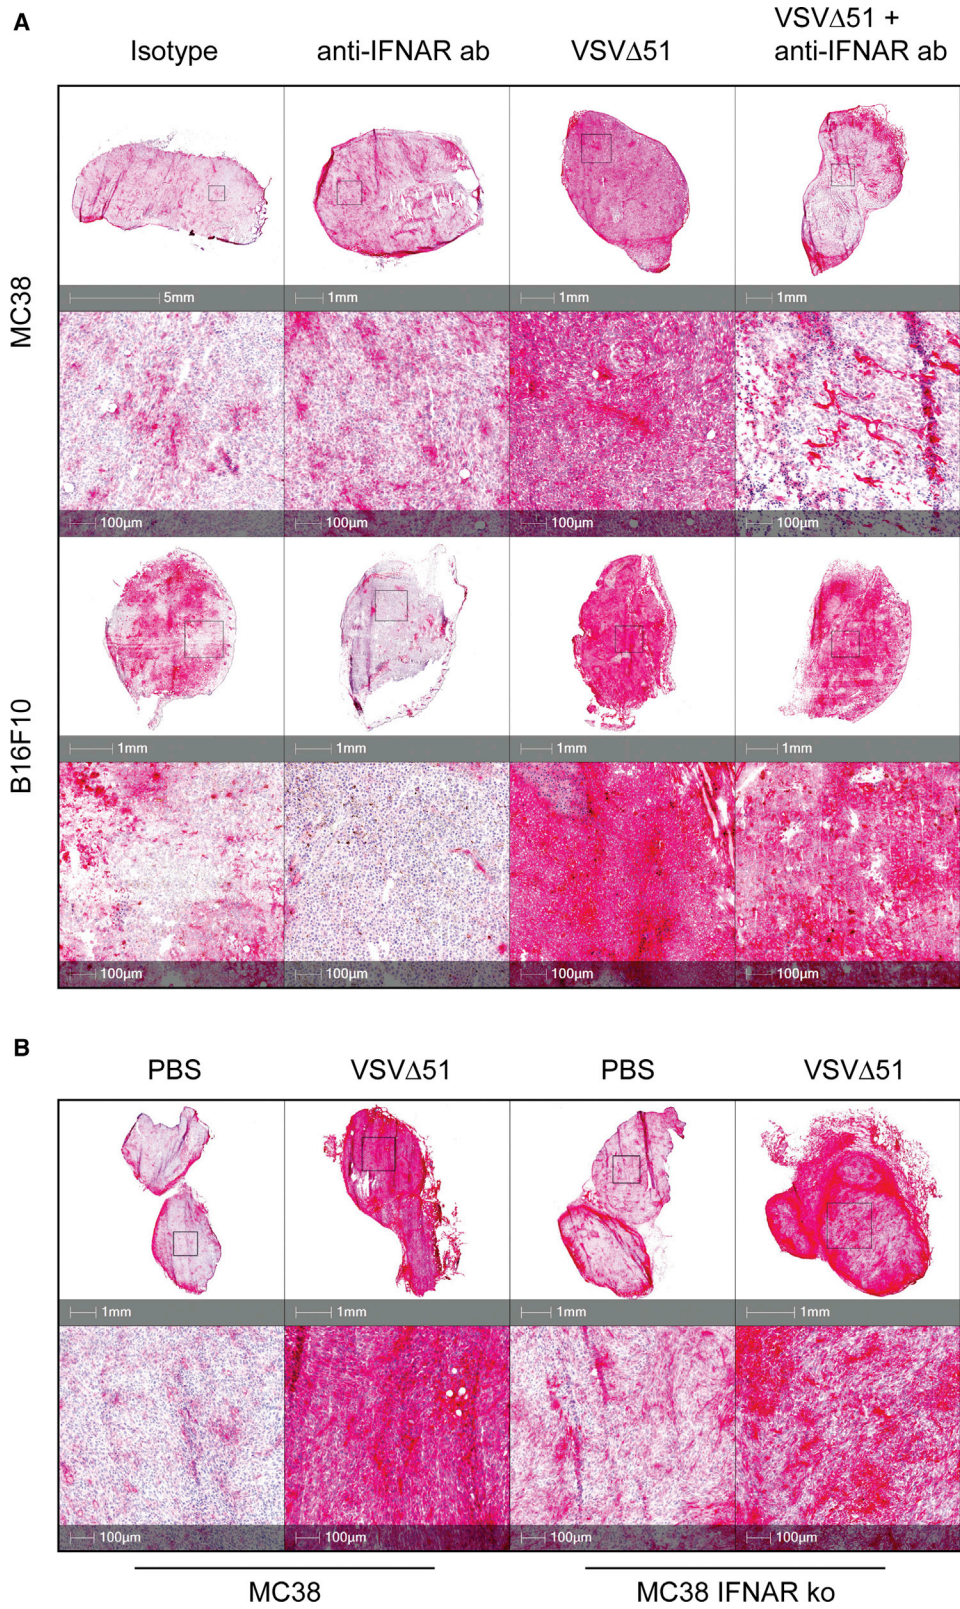 A
Isotype
anti-IFNAR ab
VSVΔ51
VSVΔ51 +
anti-IFNAR ab
MC38
5mm
1mm
1mm
1mm
100µm
100µm
100µm
100µm
B16F10
1mm
1mm
1mm
1mm
100µm
100µm
100µm
100µm
B
PBS
VSVΔ51
PBS
VSVΔ51
1mm
1mm
1mm
1mm
100µm
100µm
100µm
100µm
MC38
MC38 IFNAR ko